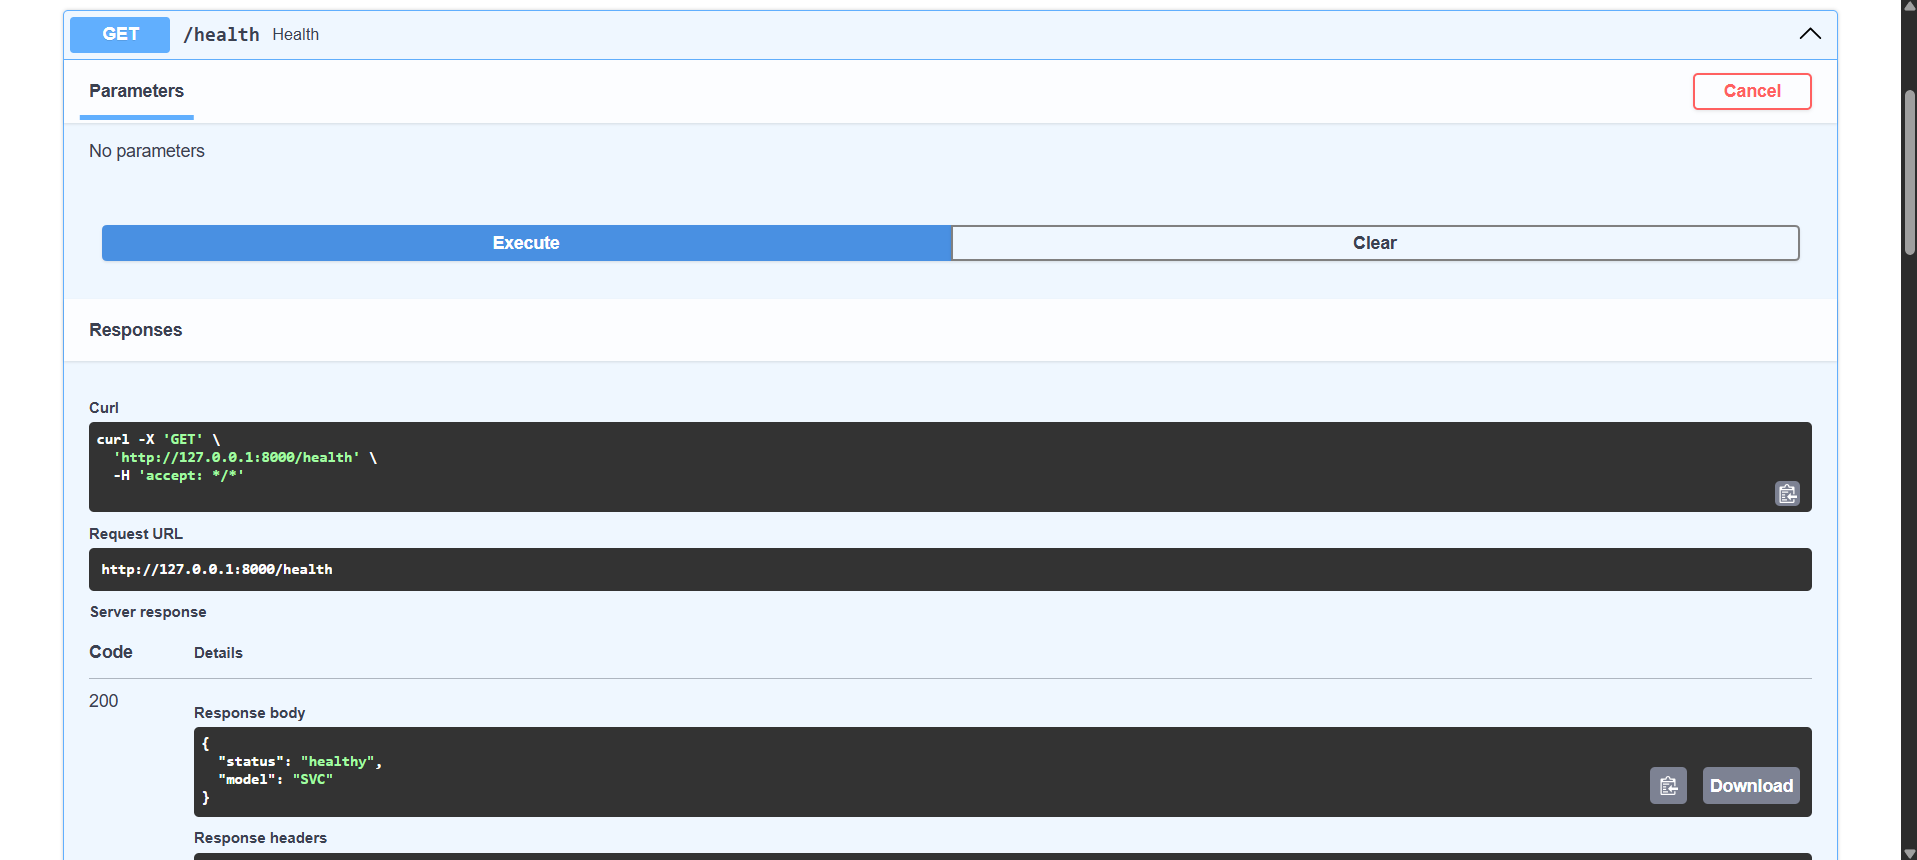 GET /health Health
Parameters
Cancel
No parameters
Execute
Clear
Responses
Curl
curl -X 'GET' \
  'http://127.0.0.1:8000/health' \
  -H 'accept: */*'
Request URL
http://127.0.0.1:8000/health
Server response
Code Details
200
Response body
{
  "status": "healthy",
  "model": "SVC"
}
Download
Response headers